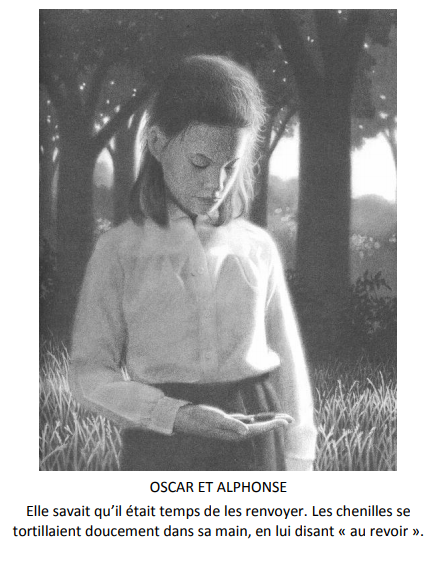 OSCAR ET ALPHONSE
Elle savait qu’il était temps de les renvoyer. Les chenilles se
tortillaient doucement dans sa main, en lui disant « au revoir ».